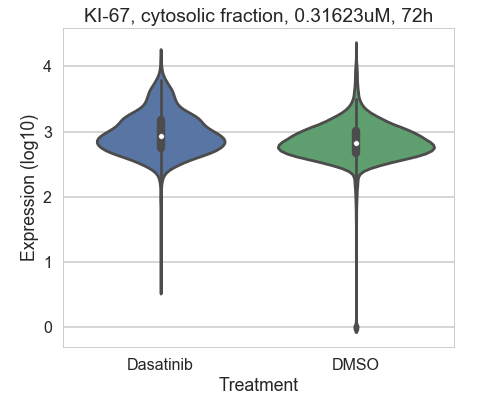 KI-67, cytosolic fraction, 0.31623uM, 72h
Expression (log10)
4
3
2
1
0
Dasatinib DMSO
Treatment